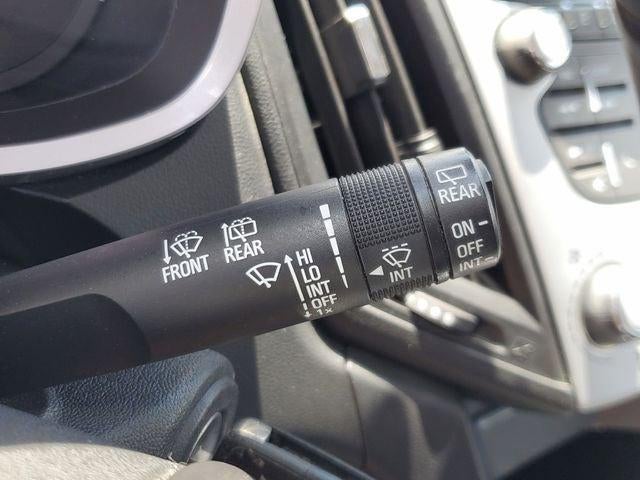 FRONT
REAR
HI
LO
INT
OFF
1x
INT
REAR
ON
OFF
INT